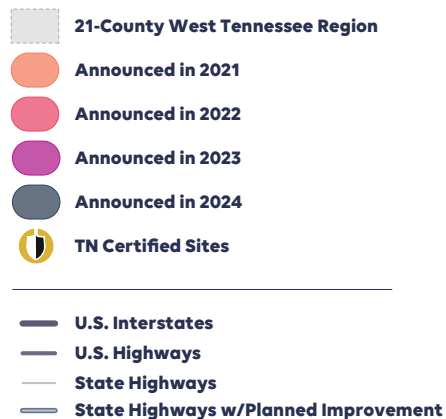 21-County West Tennessee Region
Announced in 2021
Announced in 2022
Announced in 2023
Announced in 2024
TN Certified Sites
U.S. Interstates
U.S. Highways
State Highways
State Highways w/Planned Improvement